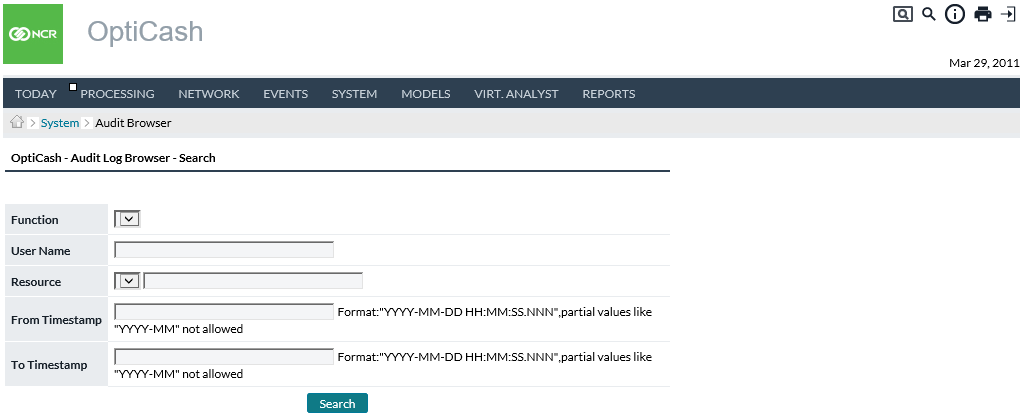 NCR
OptiCash
Mar 29, 2011
TODAY PROCESSING NETWORK EVENTS SYSTEM MODELS VIRT. ANALYST REPORTS
System Audit Browser
OptiCash - Audit Log Browser - Search
Function
User Name
Resource
From Timestamp Format:"YYYY-MM-DD HH:MM:SS.NNN",partial values like
"YYYY-MM" not allowed
To Timestamp Format:"YYYY-MM-DD HH:MM:SS.NNN",partial values like
"YYYY-MM" not allowed
Search